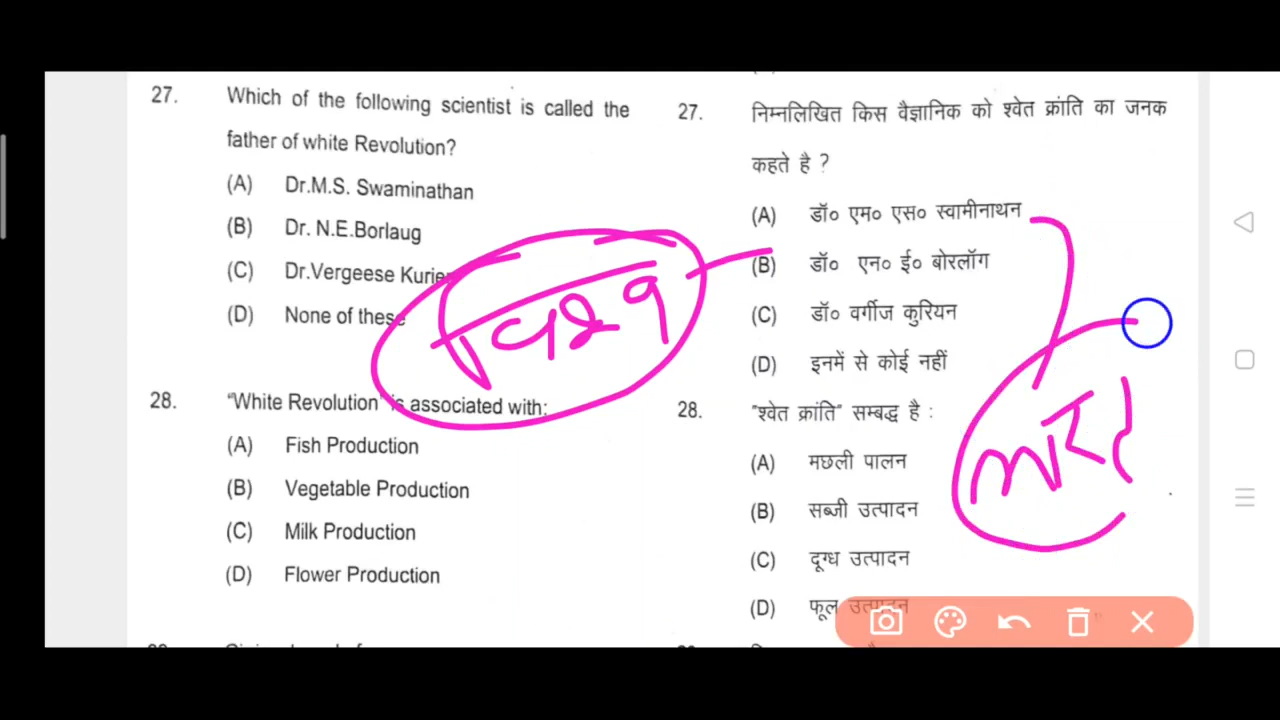 27. Which of the following scientist is called the
father of white Revolution?
(A) Dr.M.S. Swaminathan
(B) Dr. N.E.Borlaug
(C) Dr.Vergeese Kurien
(D) None of these
28. "White Revolution" is associated with:
(A) Fish Production
(B) Vegetable Production
(C) Milk Production
(D) Flower Production
27. निम्नलिखित किस वैज्ञानिक को श्वेत क्रांति का जनक
कहते है ?
(A) डॉ० एम० एस० स्वामीनाथन
(B) डॉ० एन० ई० बोरलॉग
(C) डॉ० वर्गीज कुरियन
(D) इनमें से कोई नहीं
28. "श्वेत क्रांति" सम्बद्ध है :
(A) मछली पालन
(B) सब्जी उत्पादन
(C) दूग्ध उत्पादन
(D) फूल उत्पादन
विश्व
भारत